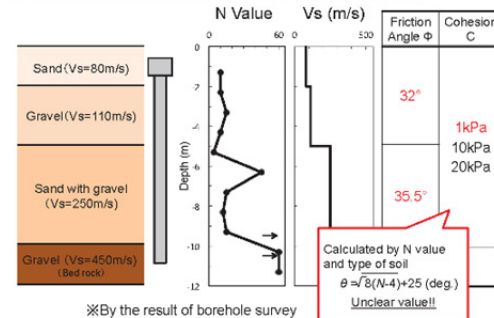 N Value
Vs (m/s)
Friction
Angle Φ
Cohesion
C
0
60
0
500
0
-2
-4
-6
-8
-10
-12
Depth (m)
Sand(Vs=80m/s)
Gravel(Vs=110m/s)
Sand with gravel
(Vs=250m/s)
Gravel (Vs=450m/s)
(Bed rock)
32°
35.5°
1kPa
10kPa
20kPa
Calculated by N value
and type of soil
θ=√8(N-4)+25 (deg.)
Unclear value!!
※By the result of borehole survey